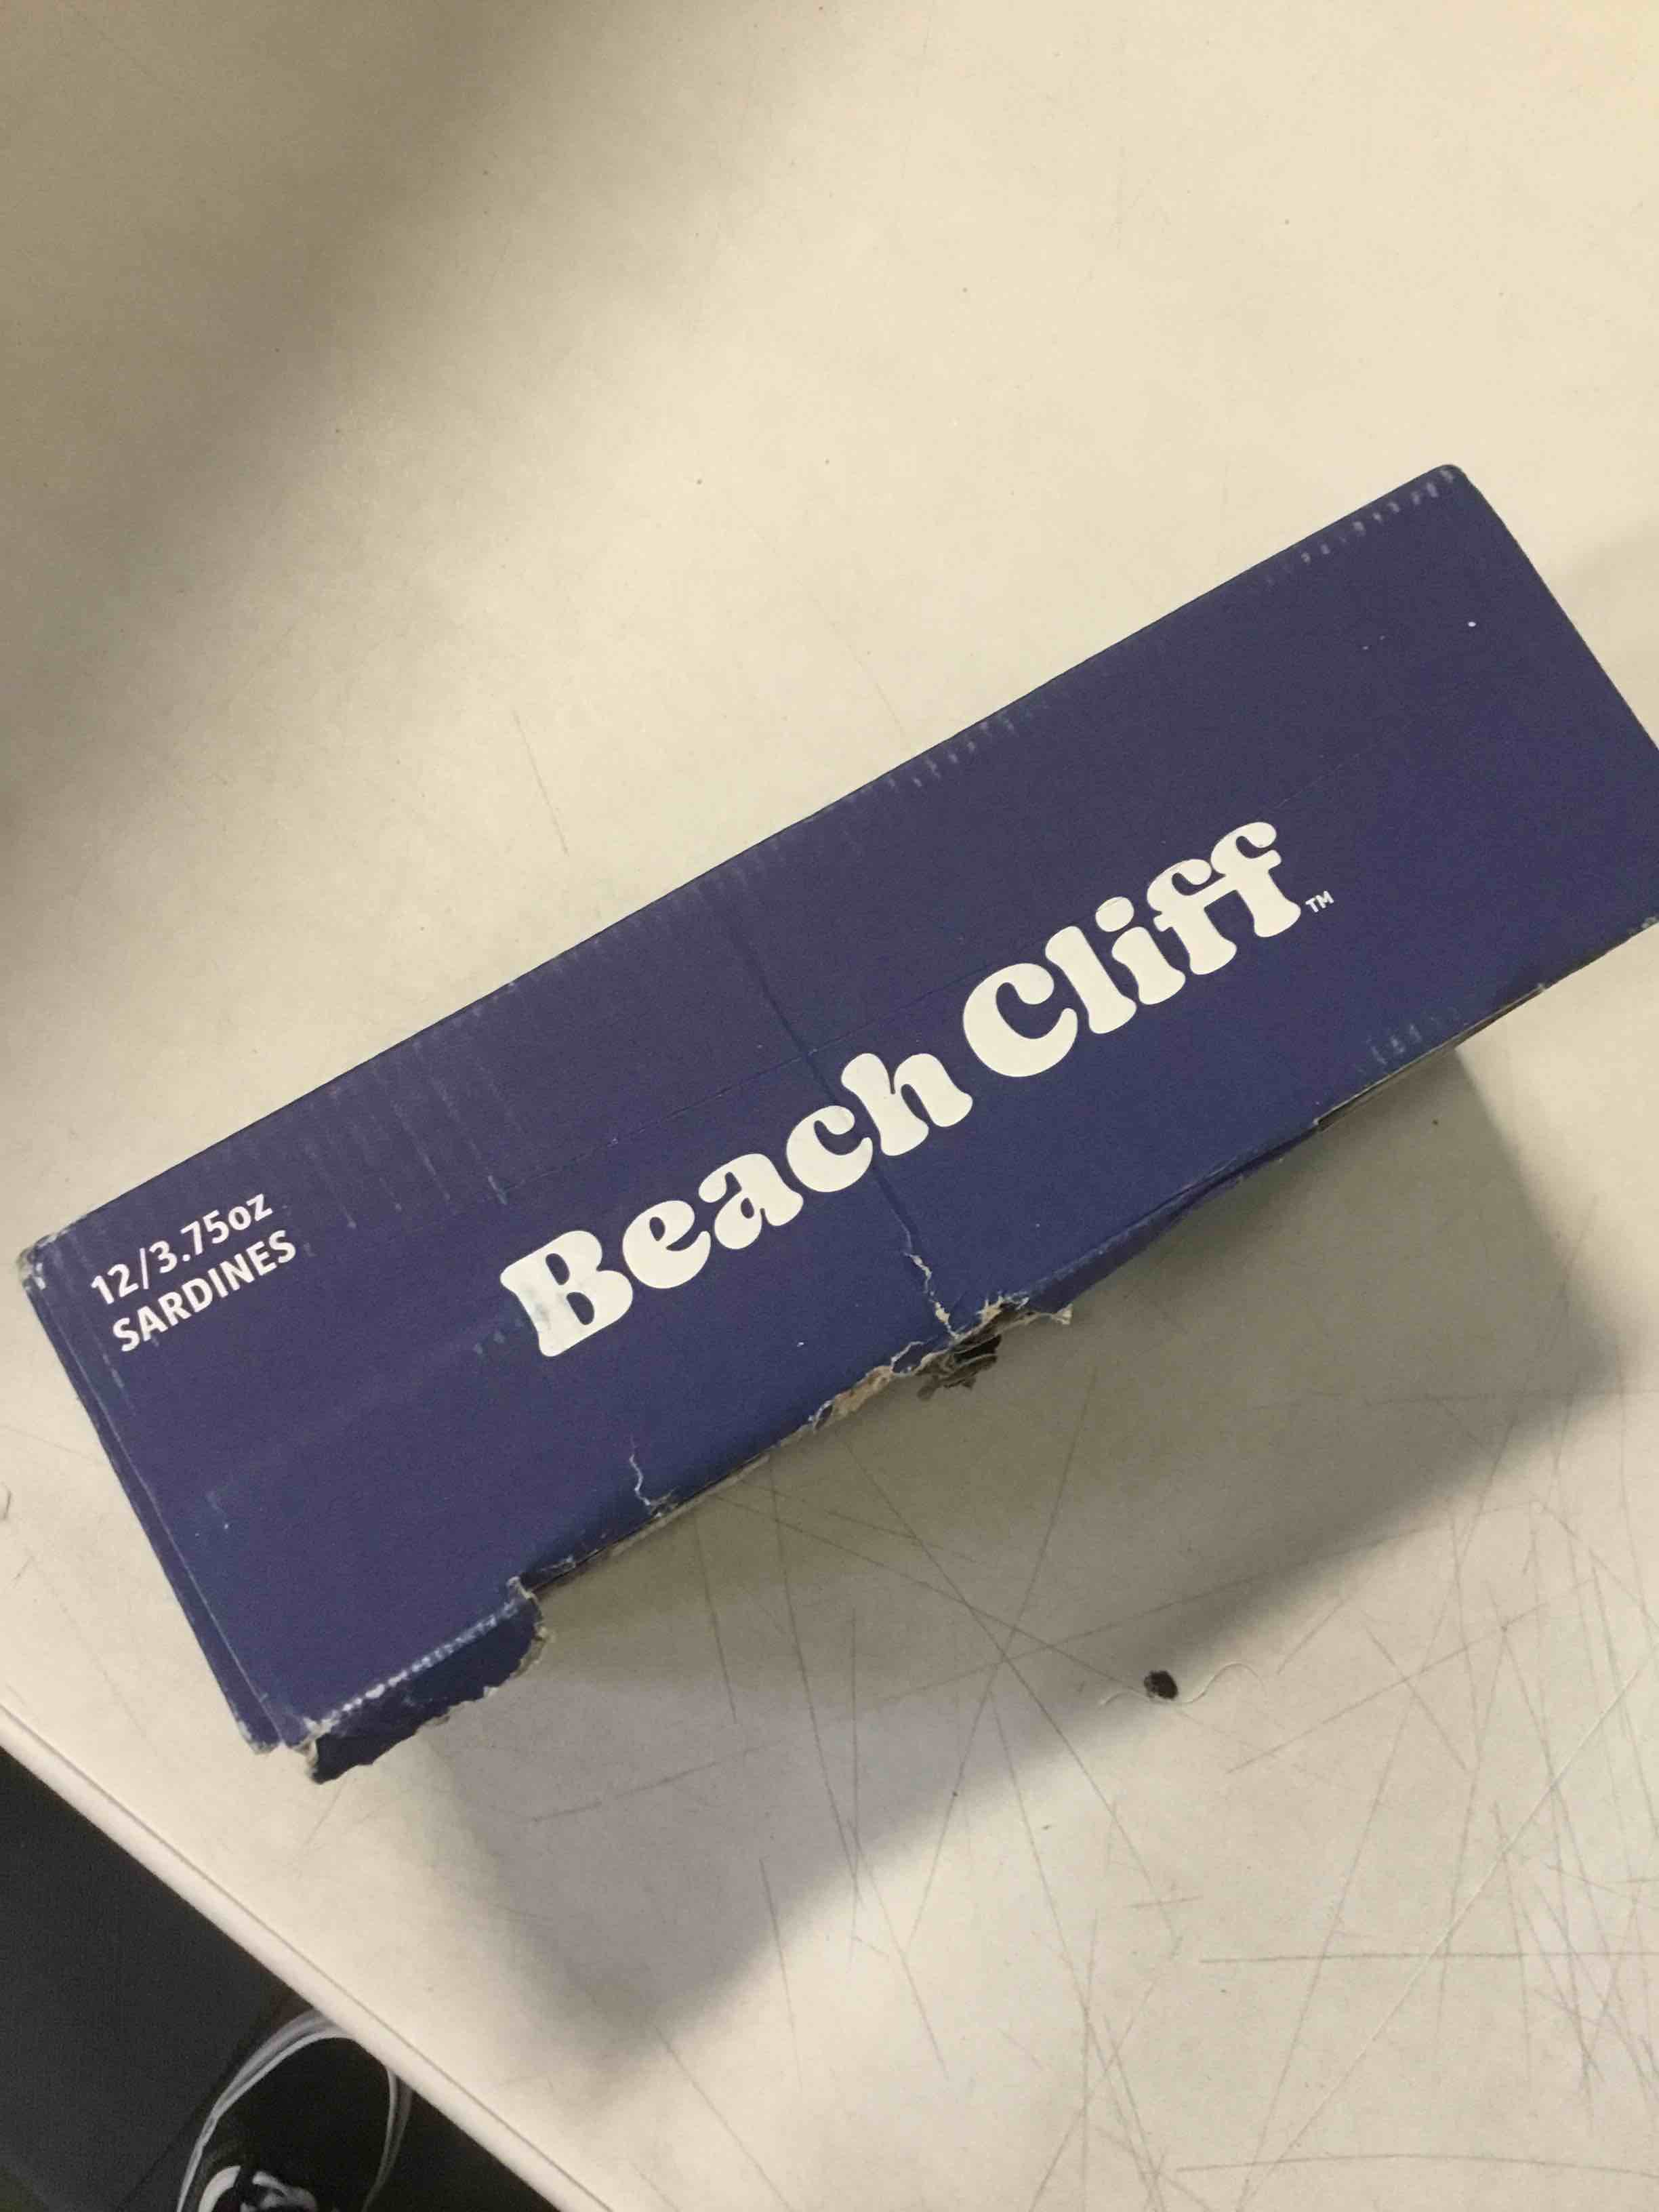 12/3.75oz
SARDINES
Beach Cliff™